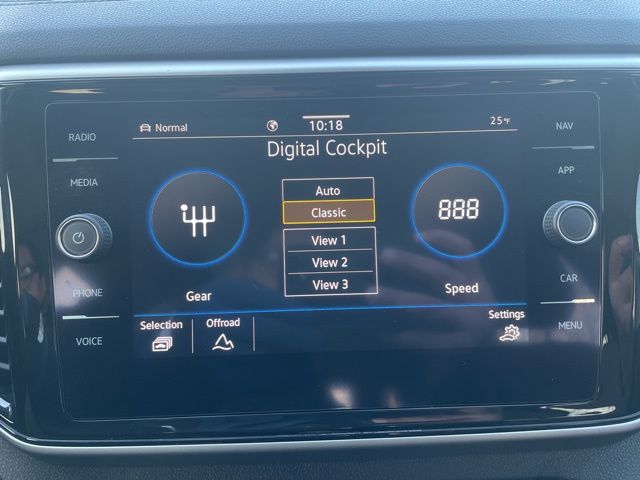 Normal 10:18 25°F
Digital Cockpit
RADIO
MEDIA
PHONE
VOICE
Auto
Classic
View 1
View 2
View 3
Gear
888
Speed
Selection Offroad Settings
NAV
APP
CAR
MENU